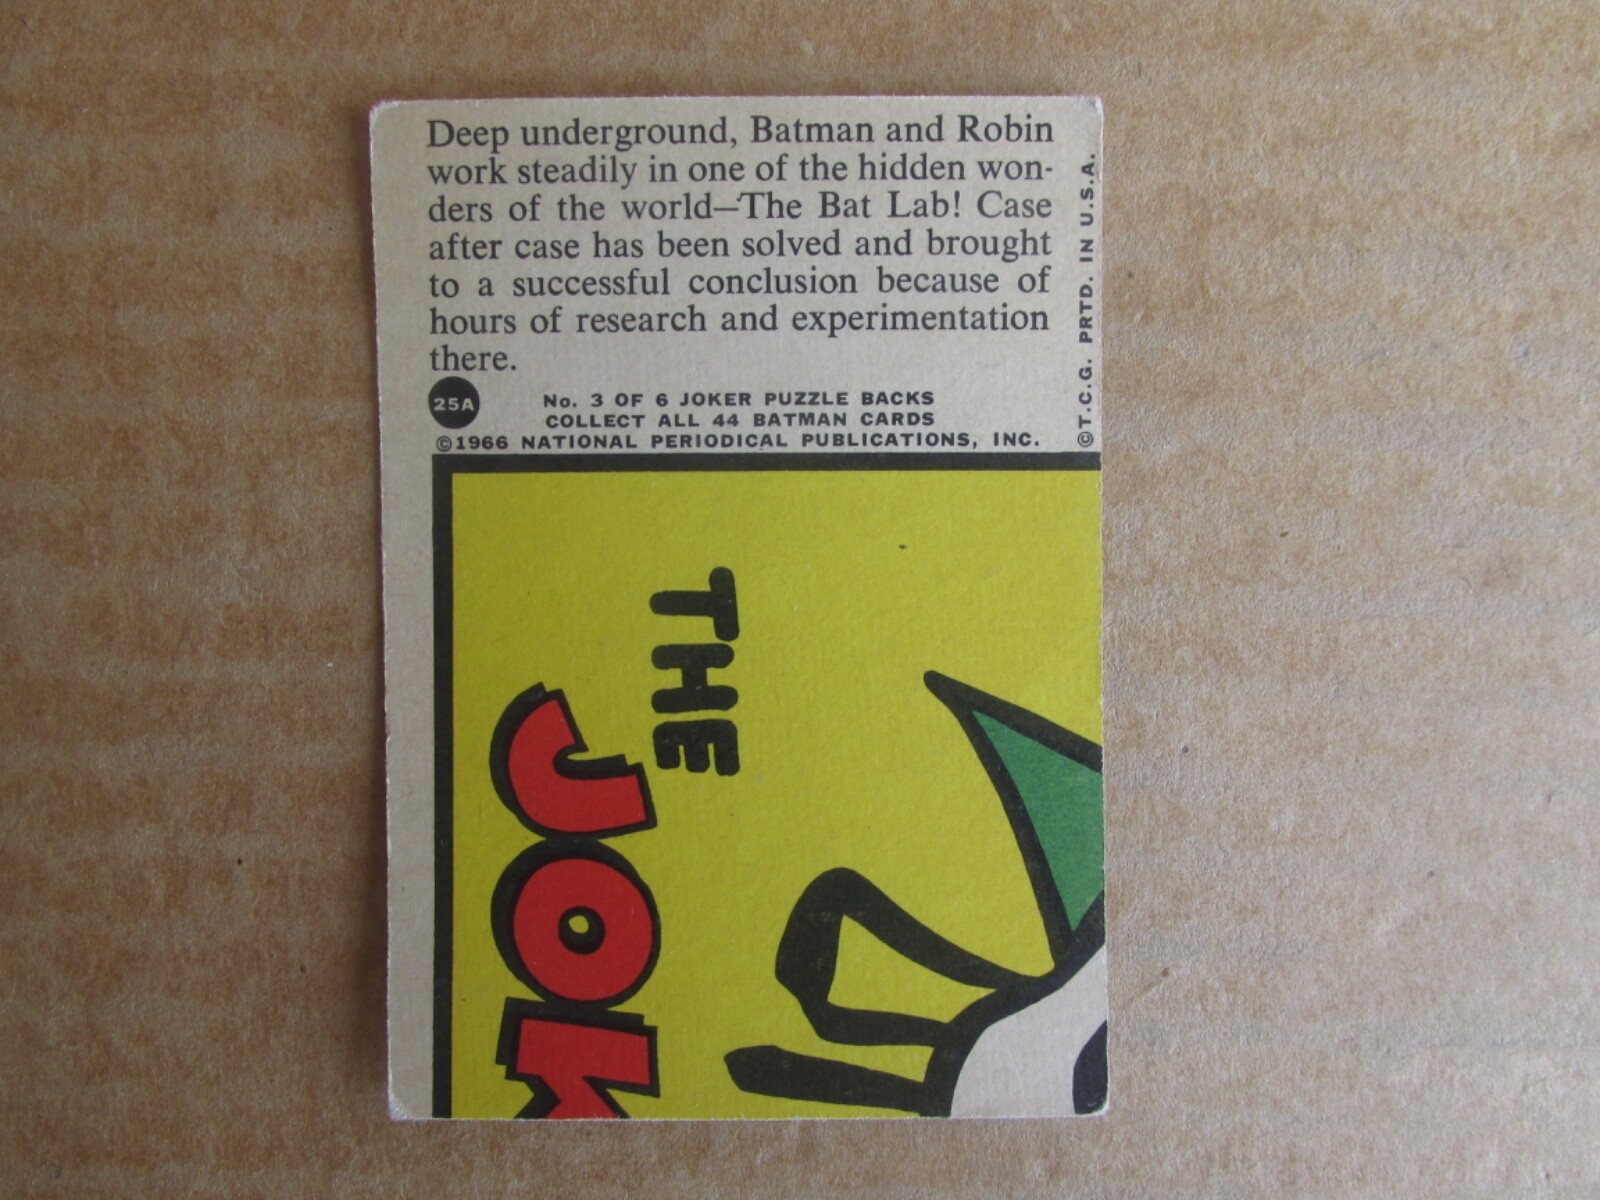 Deep underground, Batman and Robin
work steadily in one of the hidden won-
ders of the world—The Bat Lab! Case
after case has been solved and brought
to a successful conclusion because of
hours of research and experimentation
there.
25A
No. 3 OF 6 JOKER PUZZLE BACKS
COLLECT ALL 44 BATMAN CARDS
©1966 NATIONAL PERIODICAL PUBLICATIONS, INC.
©T.C.G. PRTD. IN U.S.A.
THE
JOK